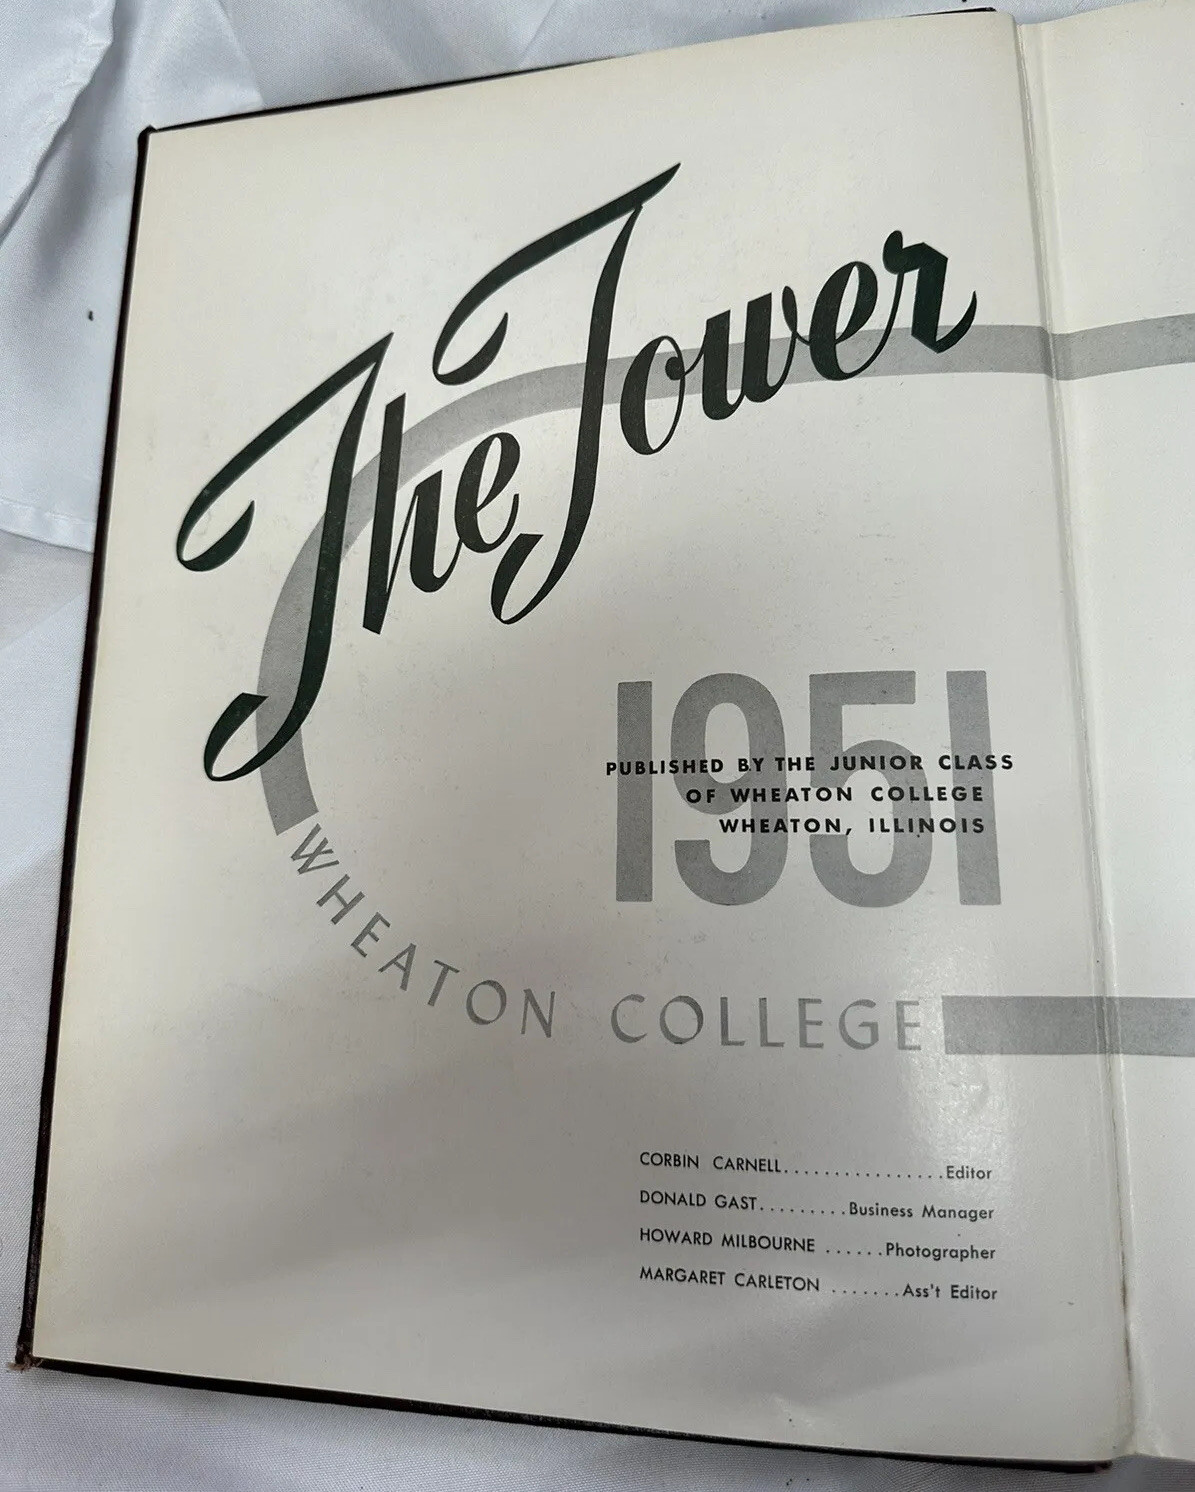 The Tower
1951
PUBLISHED BY THE JUNIOR CLASS
OF WHEATON COLLEGE
WHEATON, ILLINOIS
WHEATON COLLEGE
CORBIN CARNELL................Editor
DONALD GAST.........Business Manager
HOWARD MILBOURNE ......Photographer
MARGARET CARLETON .......Ass't Editor